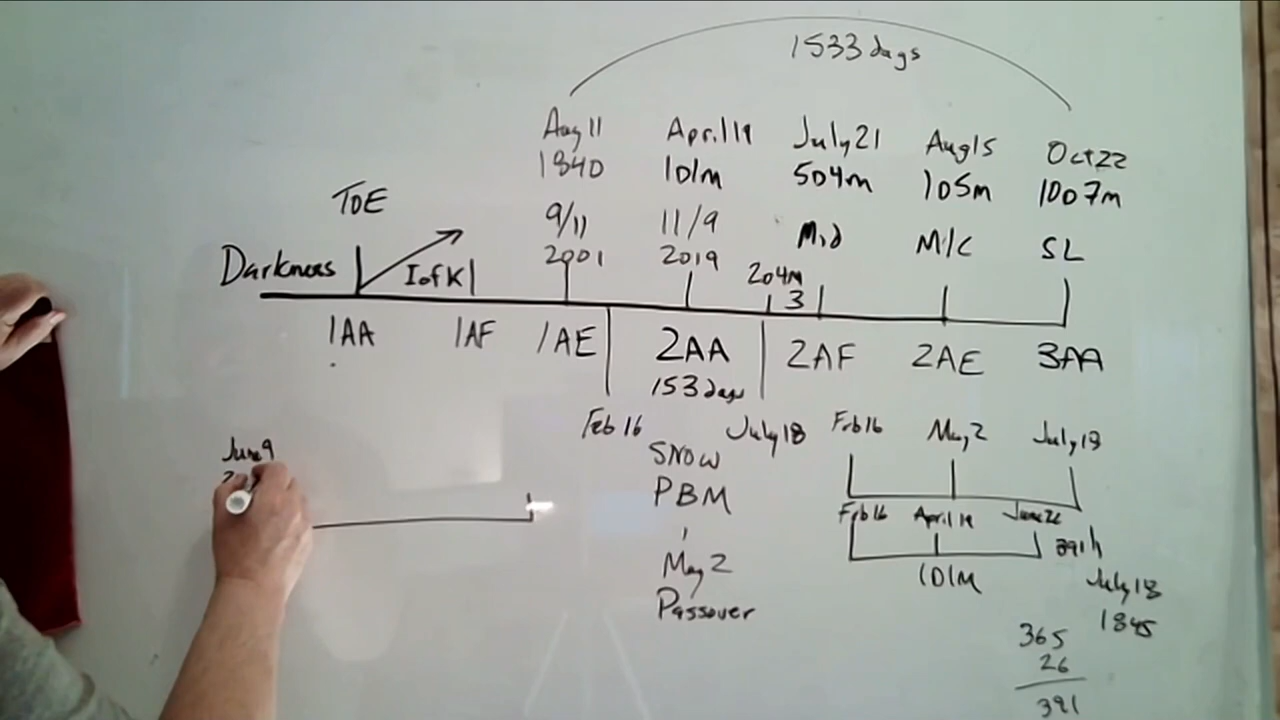 1533 days
Aug 11 April 19 July 21 Aug 15 Oct 22
1840 101m 504m 105m 1007m
TOE 9/11 11/9 Mid M/C SL
2001 2019 204M
Darkness I of K 3
1AA 1AF 1AE 2AA 2AF 2AE 3AA
153 days
Feb 16 July 18 Feb 16 May 2 July 18
June 9 SNOW
PBM Feb 16 April 19
391h
May 2 101M July 18
Passover 1845
365
26
391